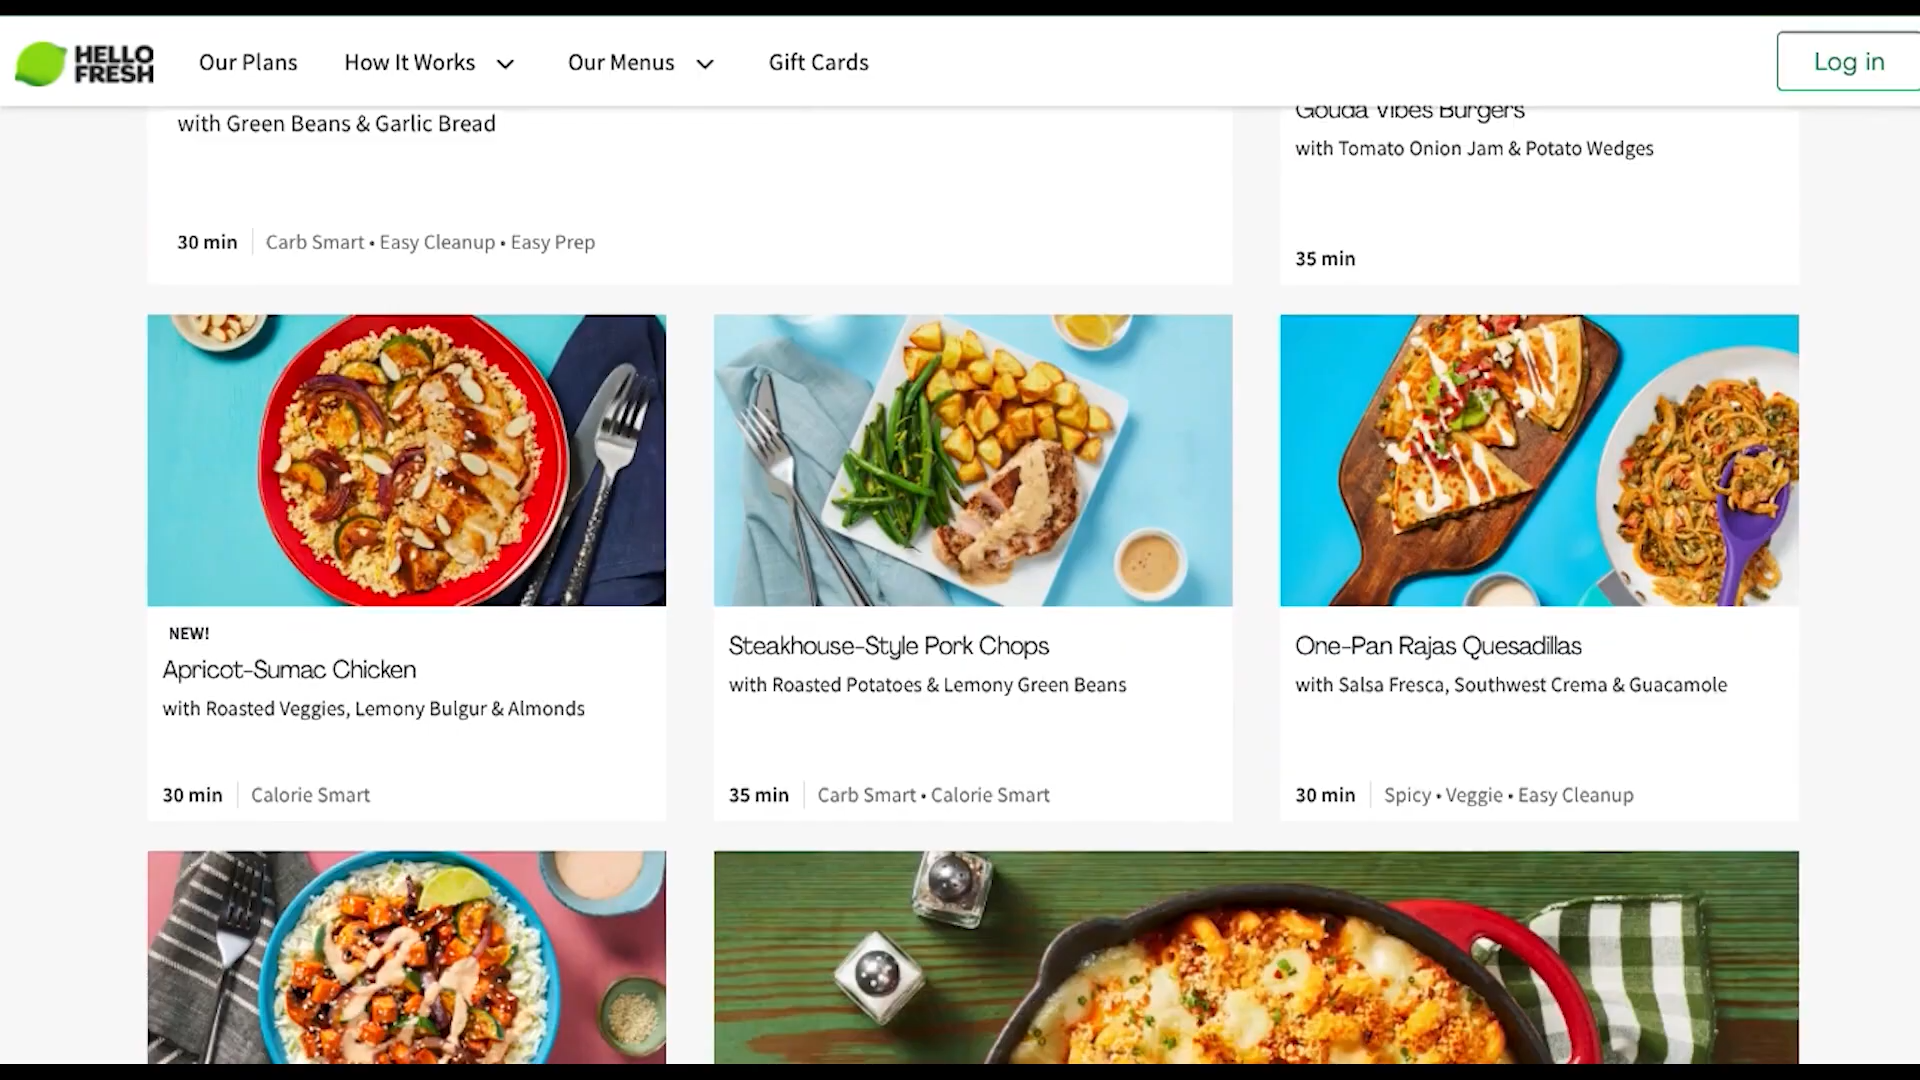 HELLO
FRESH
Our Plans
How It Works
Our Menus
Gift Cards
Log in
with Green Beans & Garlic Bread
30 min
Carb Smart • Easy Cleanup • Easy Prep
Gouda Vibes Burgers
with Tomato Onion Jam & Potato Wedges
35 min
NEW!
Apricot-Sumac Chicken
with Roasted Veggies, Lemony Bulgur & Almonds
30 min
Calorie Smart
Steakhouse-Style Pork Chops
with Roasted Potatoes & Lemony Green Beans
35 min
Carb Smart • Calorie Smart
One-Pan Rajas Quesadillas
with Salsa Fresca, Southwest Crema & Guacamole
30 min
Spicy • Veggie • Easy Cleanup